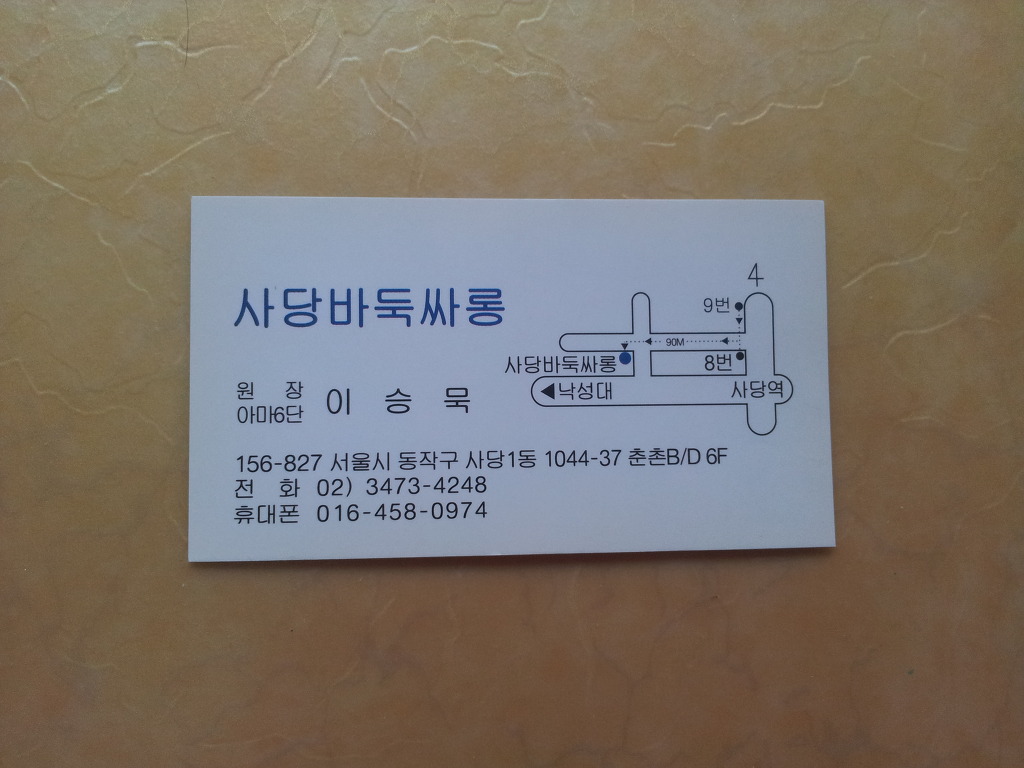 사당바둑싸롱
원 장
아마6단
이 승 묵
156-827 서울시 동작구 사당1동 1044-37 춘촌B/D 6F
전 화 02) 3473-4248
휴대폰 016-458-0974
4
9번
90M
사당바둑싸롱
8번
◀낙성대
사당역